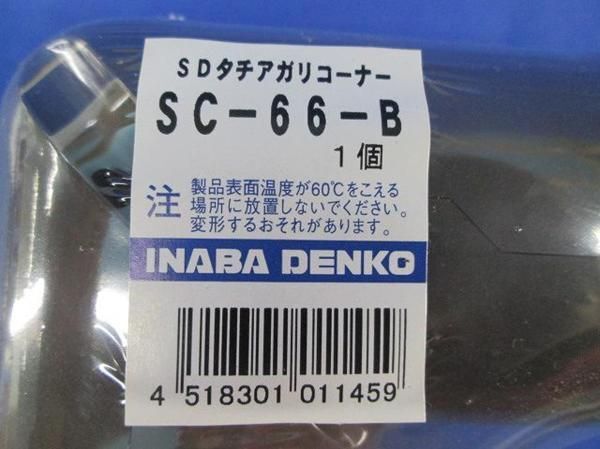 SDタチアガリコーナー
SC-66-B
1個
注 製品表面温度が60℃をこえる
場所に放置しないでください。
変形するおそれがあります。
INABA DENKO
4 518301 011459